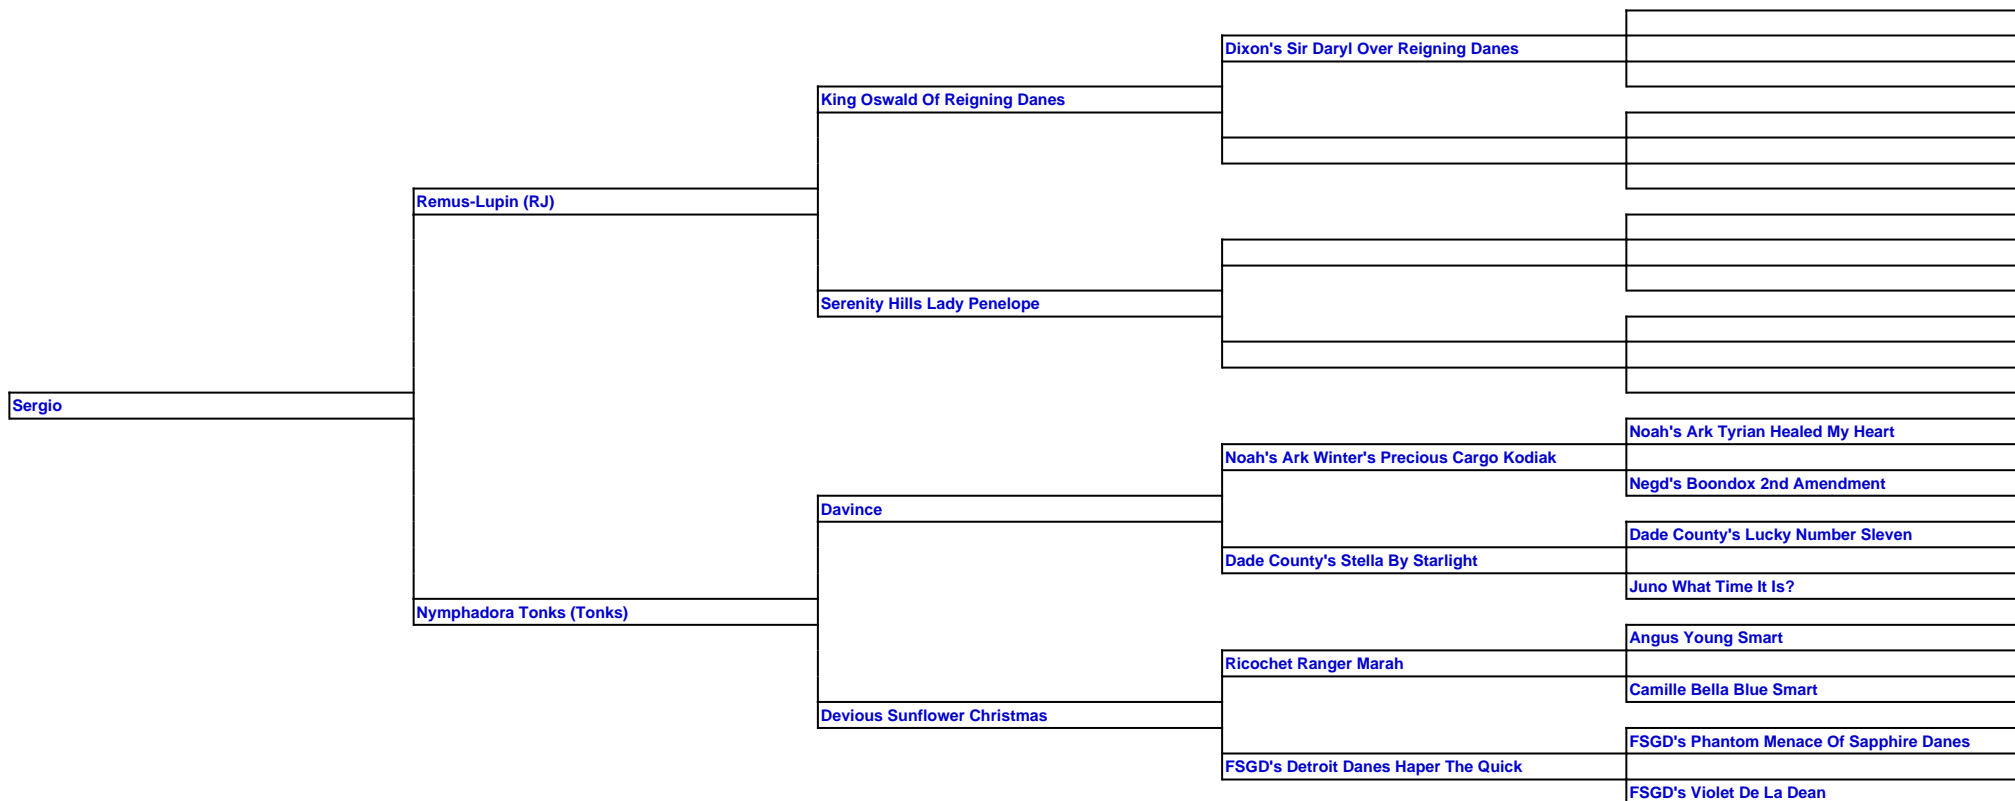 Dixon's Sir Daryl Over Reigning Danes
King Oswald Of Reigning Danes
Remus-Lupin (RJ)
Serenity Hills Lady Penelope
Sergio
Noah's Ark Tyrian Healed My Heart
Noah's Ark Winter's Precious Cargo Kodiak
Negd's Boondox 2nd Amendment
Davince
Dade County's Lucky Number Sleven
Dade County's Stella By Starlight
Juno What Time It Is?
Nymphadora Tonks (Tonks)
Angus Young Smart
Ricochet Ranger Marah
Camille Bella Blue Smart
Devious Sunflower Christmas
FSGD's Phantom Menace Of Sapphire Danes
FSGD's Detroit Danes Haper The Quick
FSGD's Violet De La Dean